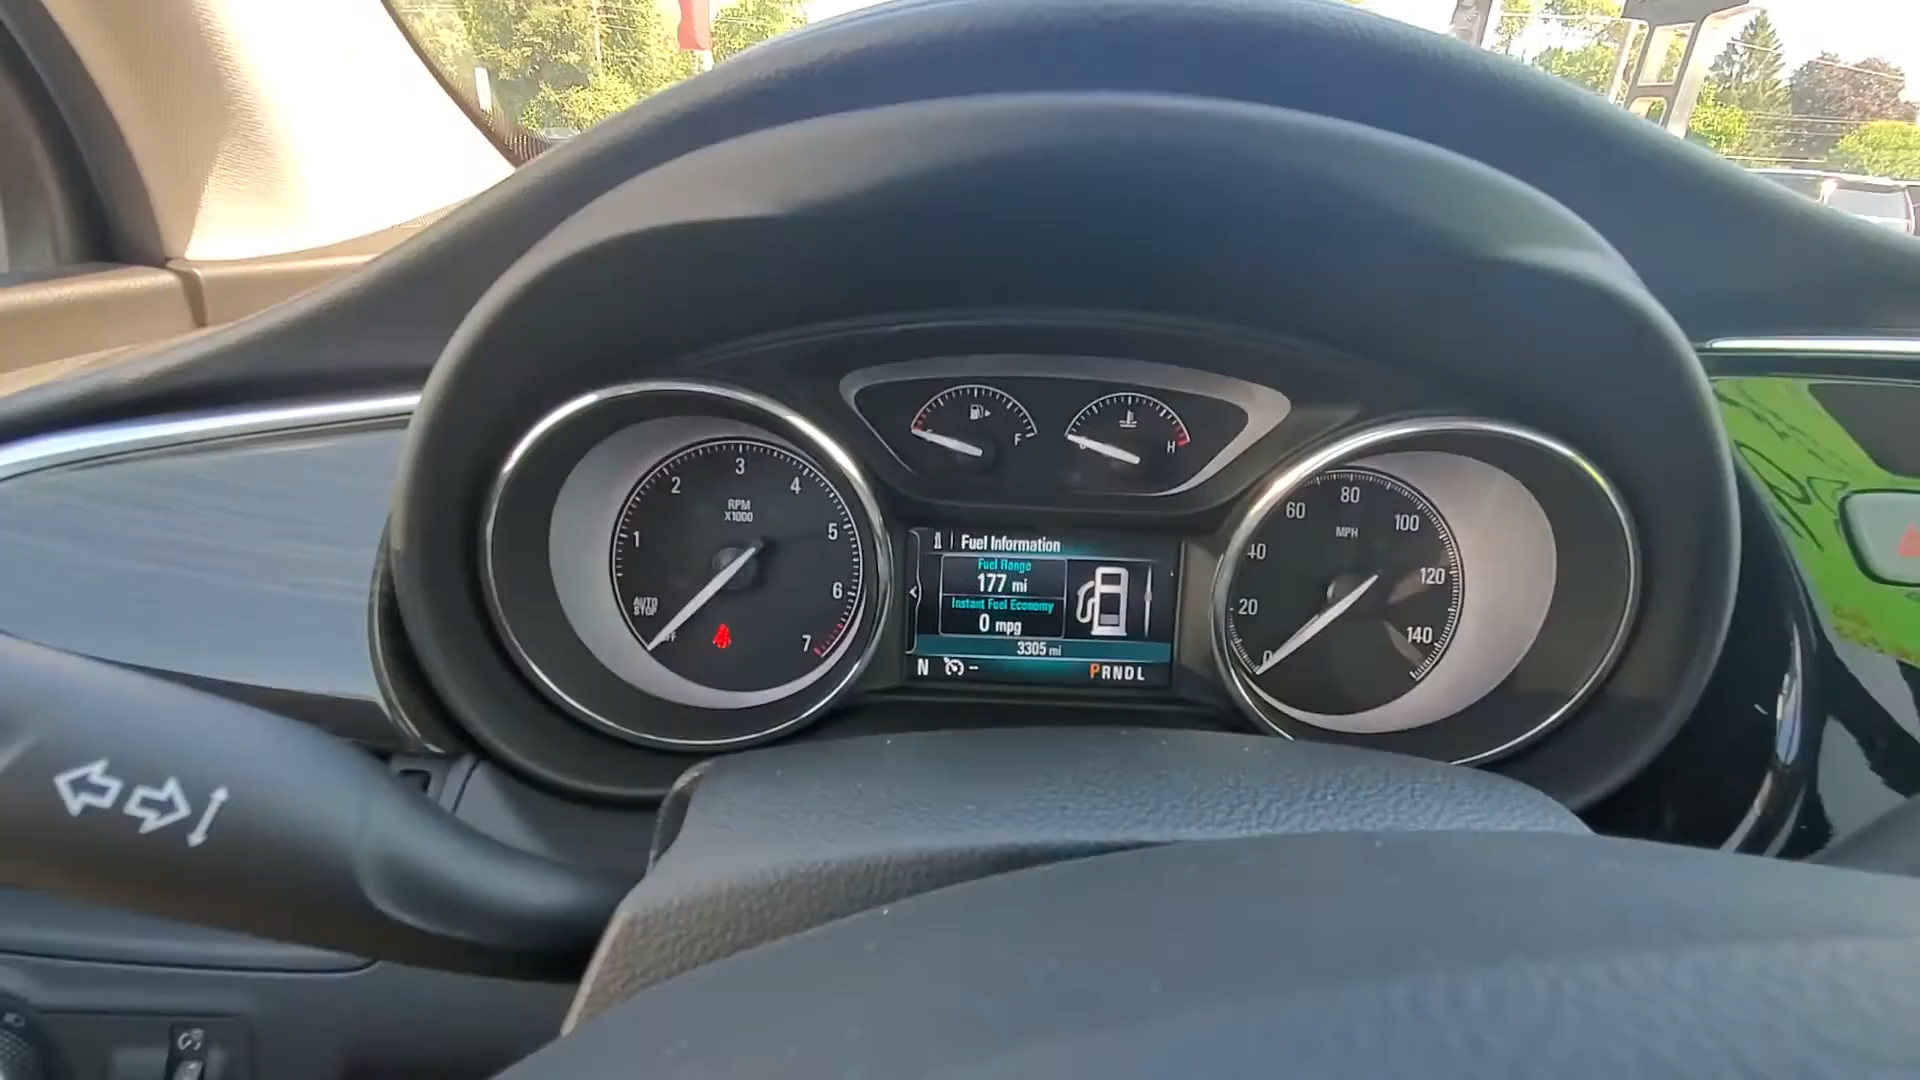 F
H
3
2
4
RPM
X1000
5
1
6
AUTO
STOP
7
Fuel Information
Fuel Range
177 mi
Instant Fuel Economy
0 mpg
3305 mi
N
PRNDL
80
60
100
MPH
40
120
20
140
0